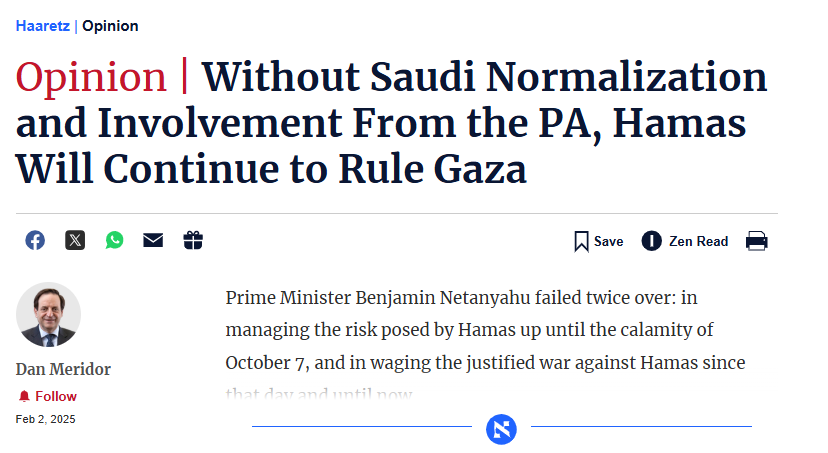 Haaretz | Opinion
Opinion | Without Saudi Normalization
and Involvement From the PA, Hamas
Will Continue to Rule Gaza
Save
Zen Read
Dan Meridor
Follow
Feb 2, 2025
Prime Minister Benjamin Netanyahu failed twice over: in
managing the risk posed by Hamas up until the calamity of
October 7, and in waging the justified war against Hamas since
that day and until now